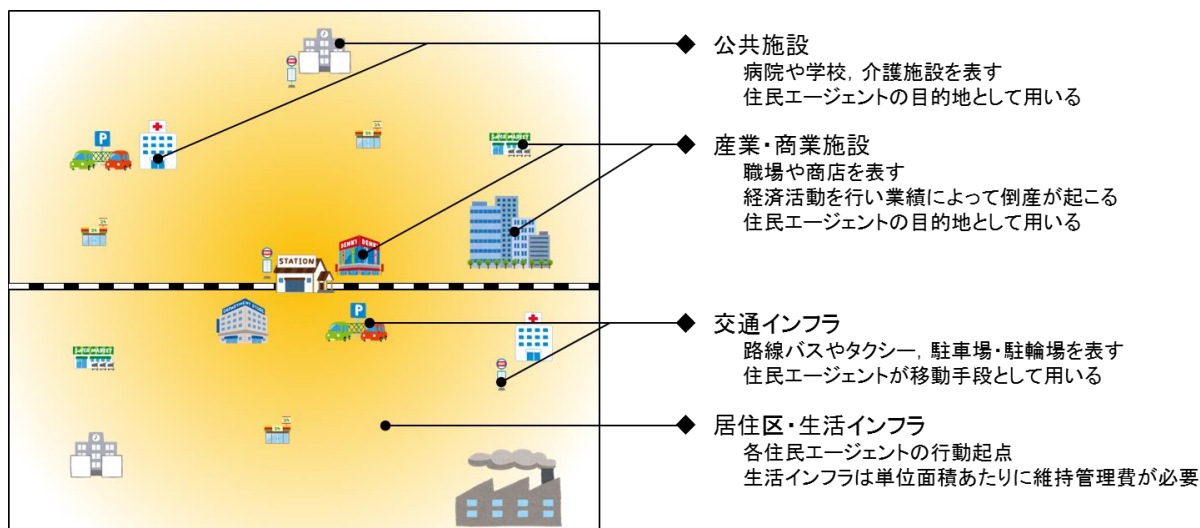 ◆ 公共施設
病院や学校，介護施設を表す
住民エージェントの目的地として用いる
◆ 産業・商業施設
職場や商店を表す
経済活動を行い業績によって倒産が起こる
住民エージェントの目的地として用いる
◆ 交通インフラ
路線バスやタクシー，駐車場・駐輪場を表す
住民エージェントが移動手段として用いる
◆ 居住区・生活インフラ
各住民エージェントの行動起点
生活インフラは単位面積あたりに維持管理費が必要
P
STATION
DENNY DENNY
DEPARTMENT STORE
P